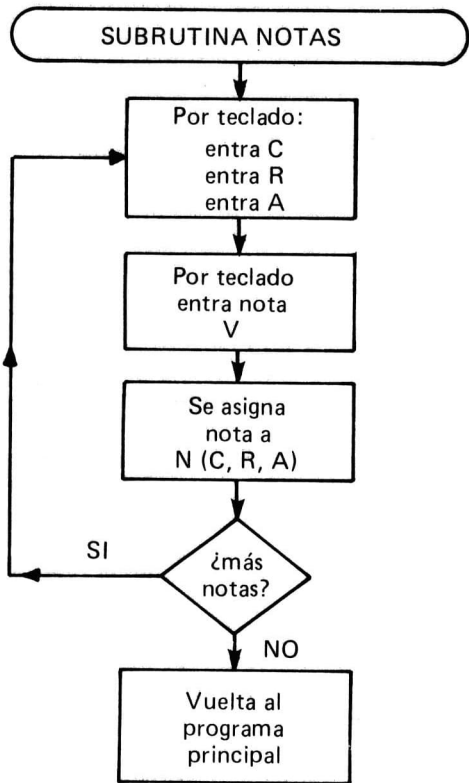 SUBRUTINA NOTAS
Por teclado:
entra C
entra R
entra A
Por teclado
entra nota
V
Se asigna
nota a
N (C, R, A)
SI
¿más
notas?
NO
Vuelta al
programa
principal